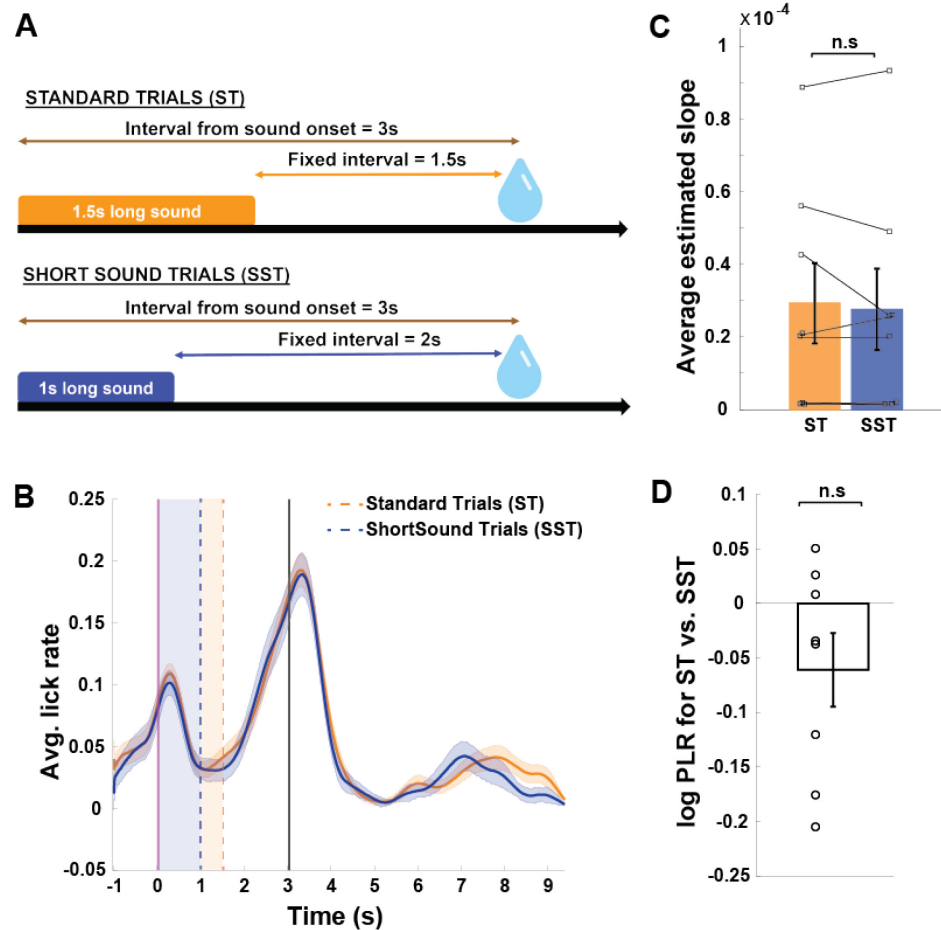 A
STANDARD TRIALS (ST)
Interval from sound onset = 3s
Fixed interval = 1.5s
1.5s long sound
SHORT SOUND TRIALS (SST)
Interval from sound onset = 3s
Fixed interval = 2s
1s long sound
C
×10⁻⁴
n.s
1
0.8
0.6
0.4
0.2
0
Average estimated slope
ST SST
B
Standard Trials (ST)
ShortSound Trials (SST)
0.25
0.2
0.15
0.1
0.05
0
-0.05
Avg. lick rate
-1 0 1 2 3 4 5 6 7 8 9
Time (s)
D
n.s
0.1
0.05
0
-0.05
-0.1
-0.15
-0.2
-0.25
log PLR for ST vs. SST